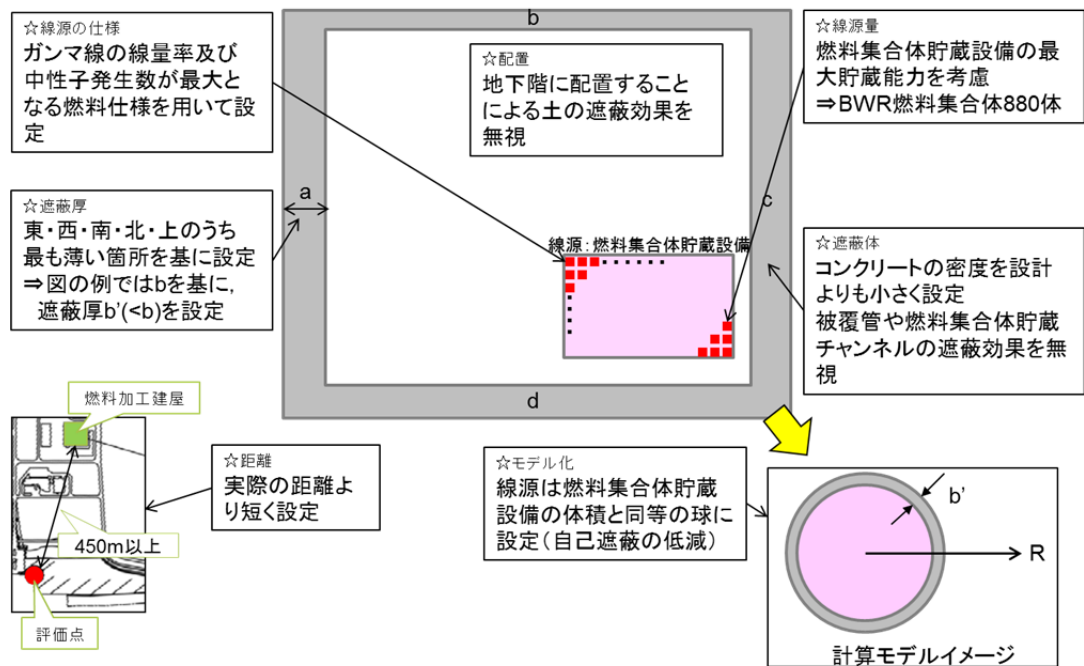 ☆線源の仕様
ガンマ線の線量率及び
中性子発生数が最大と
なる燃料仕様を用いて設
定
b
☆配置
地下階に配置すること
による土の遮蔽効果を
無視
☆線源量
燃料集合体貯蔵設備の最
大貯蔵能力を考慮
⇒BWR燃料集合体880体
☆遮蔽厚
東・西・南・北・上のうち
最も薄い箇所を基に設定
⇒図の例ではbを基に,
遮蔽厚b’(<b)を設定
a
c
線源:燃料集合体貯蔵設備
☆遮蔽体
コンクリートの密度を設計
よりも小さく設定
被覆管や燃料集合体貯蔵
チャンネルの遮蔽効果を無
視
d
燃料加工建屋
450m以上
評価点
☆距離
実際の距離よ
り短く設定
☆モデル化
線源は燃料集合体貯蔵
設備の体積と同等の球に
設定(自己遮蔽の低減)
b’
R
計算モデルイメージ